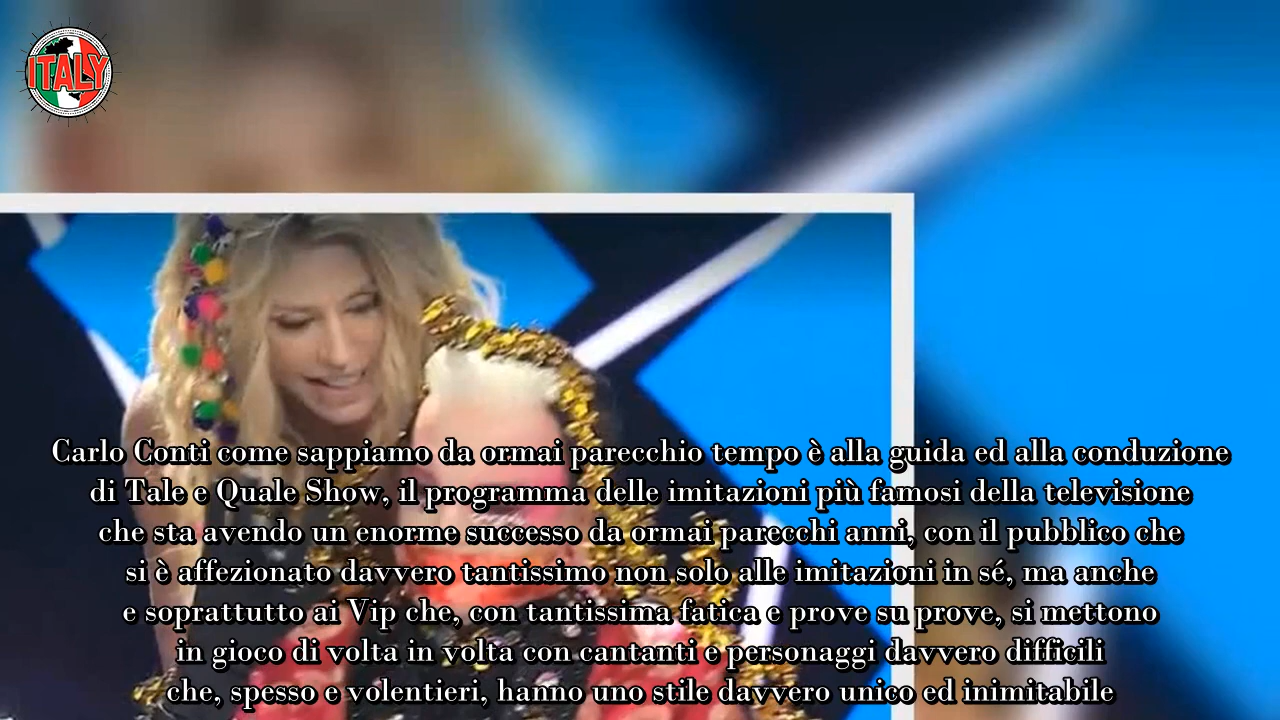 ITALY
Carlo Conti come sappiamo da ormai parecchio tempo è alla guida ed alla conduzione
di Tale e Quale Show, il programma delle imitazioni più famosi della televisione
che sta avendo un enorme successo da ormai parecchi anni, con il pubblico che
si è affezionato davvero tantissimo non solo alle imitazioni in sé, ma anche
e soprattutto ai Vip che, con tantissima fatica e prove su prove, si mettono
in gioco di volta in volta con cantanti e personaggi davvero difficili
che, spesso e volentieri, hanno uno stile davvero unico ed inimitabile